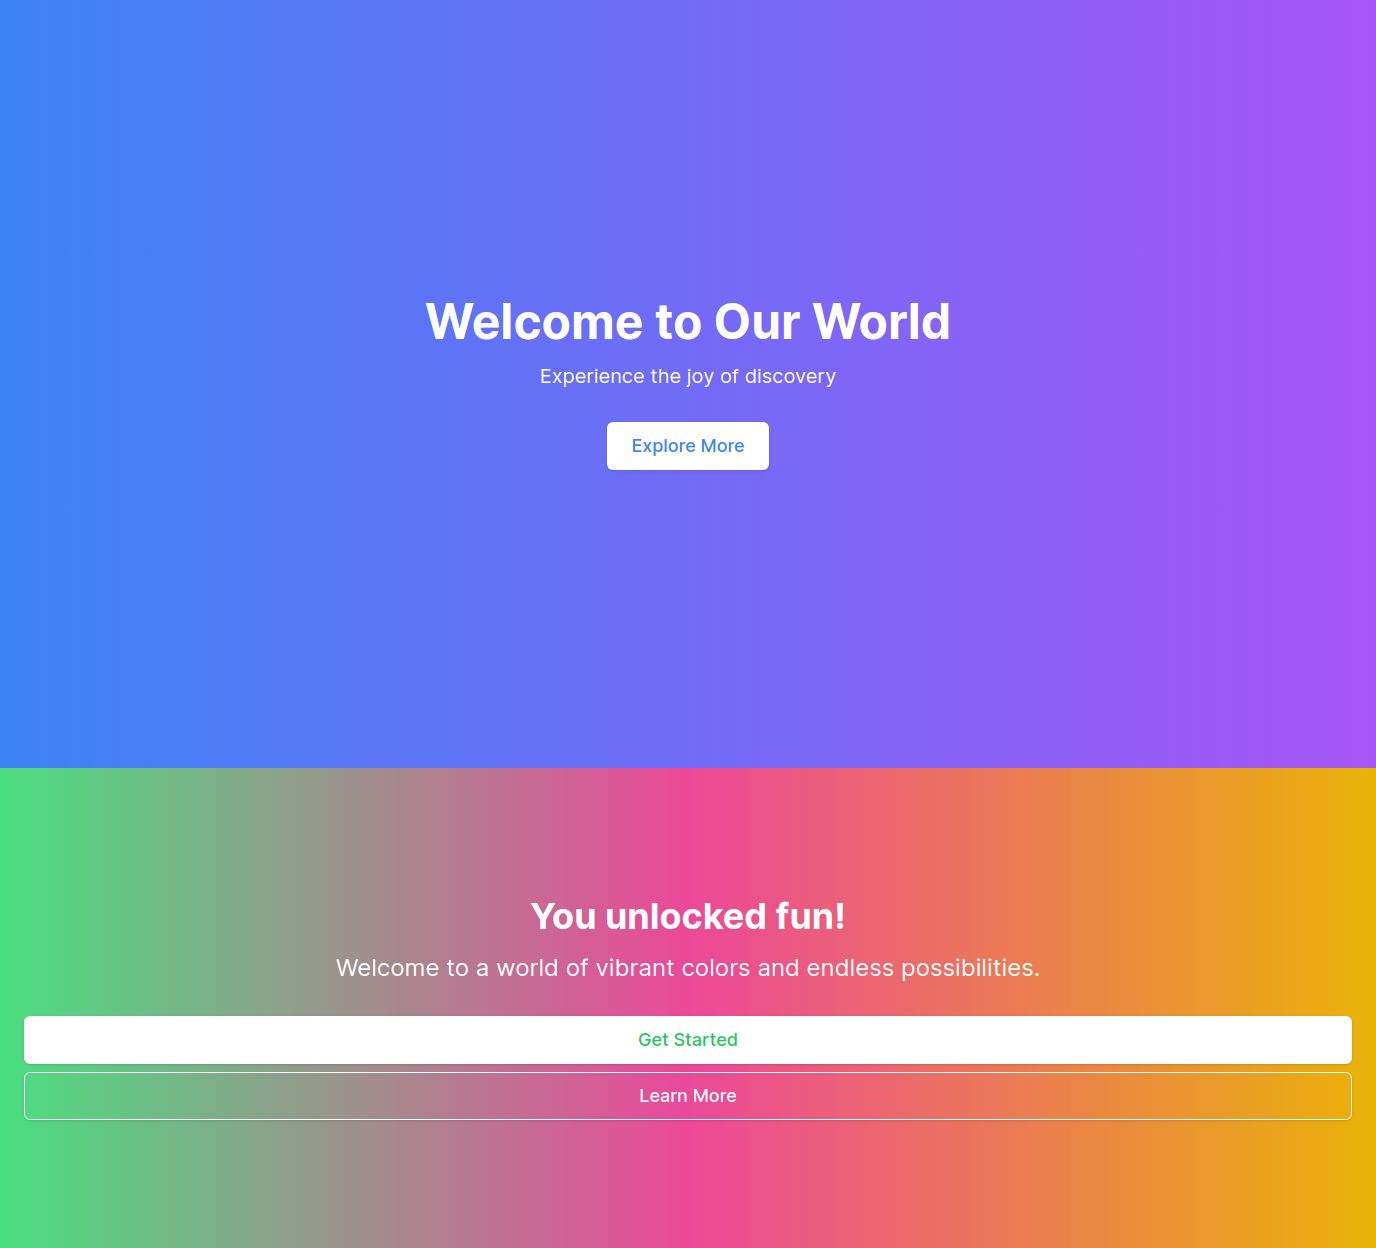 Welcome to Our World
Experience the joy of discovery
Explore More
You unlocked fun!
Welcome to a world of vibrant colors and endless possibilities.
Get Started
Learn More